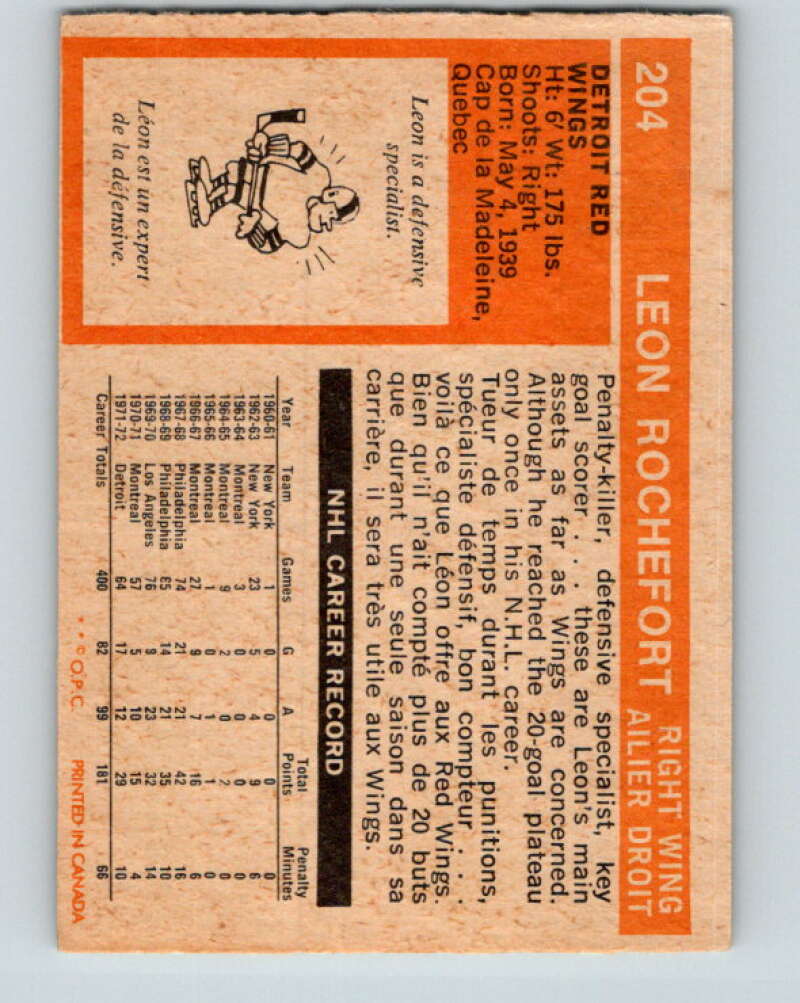 204 LEON ROCHEFORT RIGHT WING
AILIER DROIT
DETROIT RED
WINGS
Ht: 6' Wt: 175 lbs.
Shoots: Right
Born: May 4, 1939
Cap de la Madeleine,
Quebec
Leon is a defensive
specialist.
Léon est un expert
de la défensive.
Penalty-killer, defensive specialist, key
goal scorer . . . these are Leon's main
assets as far as Wings are concerned.
Although he reached the 20-goal plateau
only once in his N.H.L. career.
Tueur de temps durant les punitions,
spécialiste défensif, bon compteur . . .
voilà ce que Léon offre aux Red Wings.
Bien qu'il n'ait compté plus de 20 buts
que durant une seule saison dans sa
carrière, il sera très utile aux Wings.
NHL CAREER RECORD
Year Team Games G A Total Points Penalty Minutes
1960-61 New York 1 0 0 0 0
1962-63 New York 23 5 4 9 6
1963-64 Montreal 3 0 0 0 0
1964-65 Montreal 9 2 0 2 0
1965-66 Montreal 1 0 1 1 0
1966-67 Montreal 27 9 7 16 6
1967-68 Philadelphia 74 21 21 42 16
1968-69 Philadelphia 65 14 21 35 10
1969-70 Los Angeles 76 9 23 32 14
1970-71 Montreal 57 5 10 15 4
1971-72 Detroit 64 17 12 29 10
Career Totals 400 82 99 181 66
* * © O.P.C. PRINTED IN CANADA